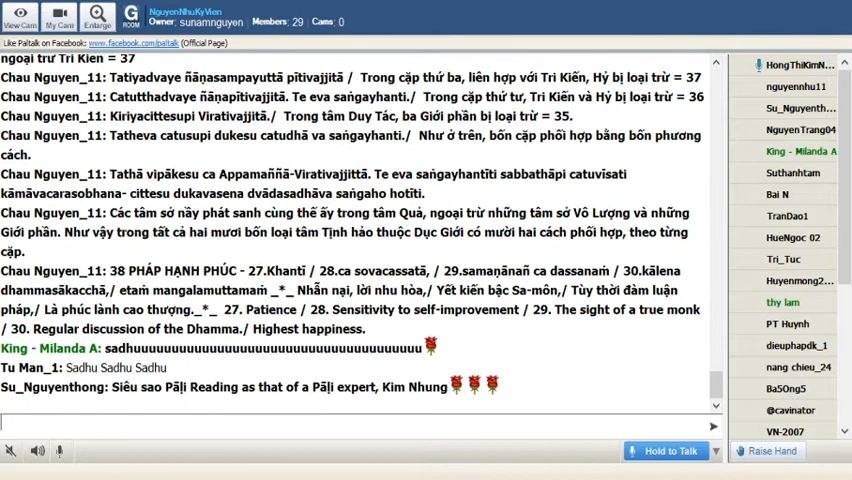 NguyenNhuKyVien
View Cam
My Cam
Enlarge
G
ROOM
Owner: sunamnguyen Members: 29 Cams: 0
Like Paltalk on Facebook: www.facebook.com/paltalk (Official Page)
ngoại trừ Tri Kiến = 37
Chau Nguyen_11: Tatiyadvaye ñāṇasampayuttā pītivajjitā / Trong cặp thứ ba, liên hợp với Tri Kiến, Hỷ bị loại trừ = 37
Chau Nguyen_11: Catutthadvaye ñāṇapītivajjitā. Te eva saṅgayhanti./ Trong cặp thứ tư, Tri Kiến và Hỷ bị loại trừ = 36
Chau Nguyen_11: Kiriyacittesupi Virativajjitā./ Trong tâm Duy Tác, ba Giới phần bị loại trừ = 35.
Chau Nguyen_11: Tatheva catusupi dukesu catudhā va saṅgayhanti./ Như ở trên, bốn cặp phối hợp bằng bốn phương
cách.
Chau Nguyen_11: Tathā vipākesu ca Appamaññā-Virativajjittā. Te eva saṅgayhantīti sabbathāpi catuvīsati
kāmāvacarasobhana- cittesu dukavasena dvādasadhāva saṅgaho hotīti.
Chau Nguyen_11: Các tâm sở nầy phát sanh cùng thế ấy trong tâm Quả, ngoại trừ những tâm sở Vô Lượng và những
Giới phần. Như vậy trong tất cả hai mươi bốn loại tâm Tịnh hảo thuộc Dục Giới có mười hai cách phối hợp, theo từng
cặp.
Chau Nguyen_11: 38 PHÁP HẠNH PHÚC - 27.Khantī / 28.ca sovacassatā, / 29.samaṇānañ ca dassanaṁ / 30.kālena
dhammasākacchā,/ etaṁ mangalamuttamaṁ _*_ Nhẫn nại, lời nhu hòa,/ Yết kiến bậc Sa-môn,/ Tùy thời đàm luận
pháp,/ Là phúc lành cao thượng._*_ 27. Patience / 28. Sensitivity to self-improvement / 29. The sight of a true monk
/ 30. Regular discussion of the Dhamma./ Highest happiness.
King - Milanda A: sadhuuuuuuuuuuuuuuuuuuuuuuuuuuuuuuuuuuuuu
Tu Man_1: Sadhu Sadhu Sadhu
Su_Nguyenthong: Siêu sao Pāḷi Reading as that of a Pāḷi expert, Kim Nhung
Hold to Talk
HongThiKimN...
nguyennhu11
Su_Nguyenth...
NguyenTrang04
King - Milanda A
Suthanhtam
Bai N
TranDao1
HueNgoc 02
Tri_Tuc
Huyenmong2...
thy lam
PT Huynh
dieuphapdk_1
nang chieu_24
Ba5Ong5
@cavinator
VN-2007
Raise Hand